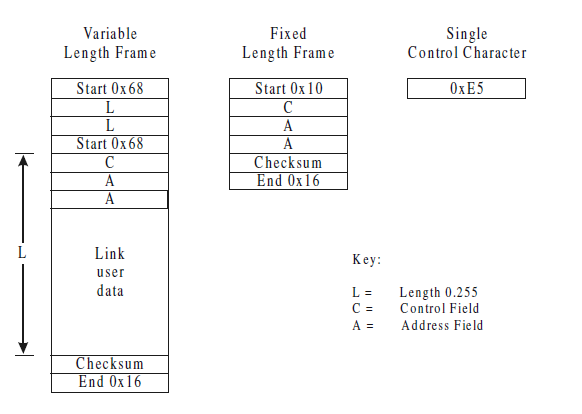 Variable
Length Frame
Start 0x68
L
L
Start 0x68
C
A
A
L
Link
user
data
Checksum
End 0x16
Fixed
Length Frame
Start 0x10
C
A
A
Checksum
End 0x16
Single
Control Character
0xE5
Key:
L = Length 0.255
C = Control Field
A = Address Field